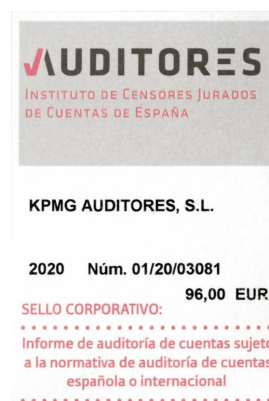 AUDITORES
INSTITUTO DE CENSORES JURADOS
DE CUENTAS DE ESPAÑA
KPMG AUDITORES, S.L.
2020 Núm. 01/20/03081
96,00 EUR
SELLO CORPORATIVO:
Informe de auditoría de cuentas sujeto
a la normativa de auditoría de cuentas
española o internacional